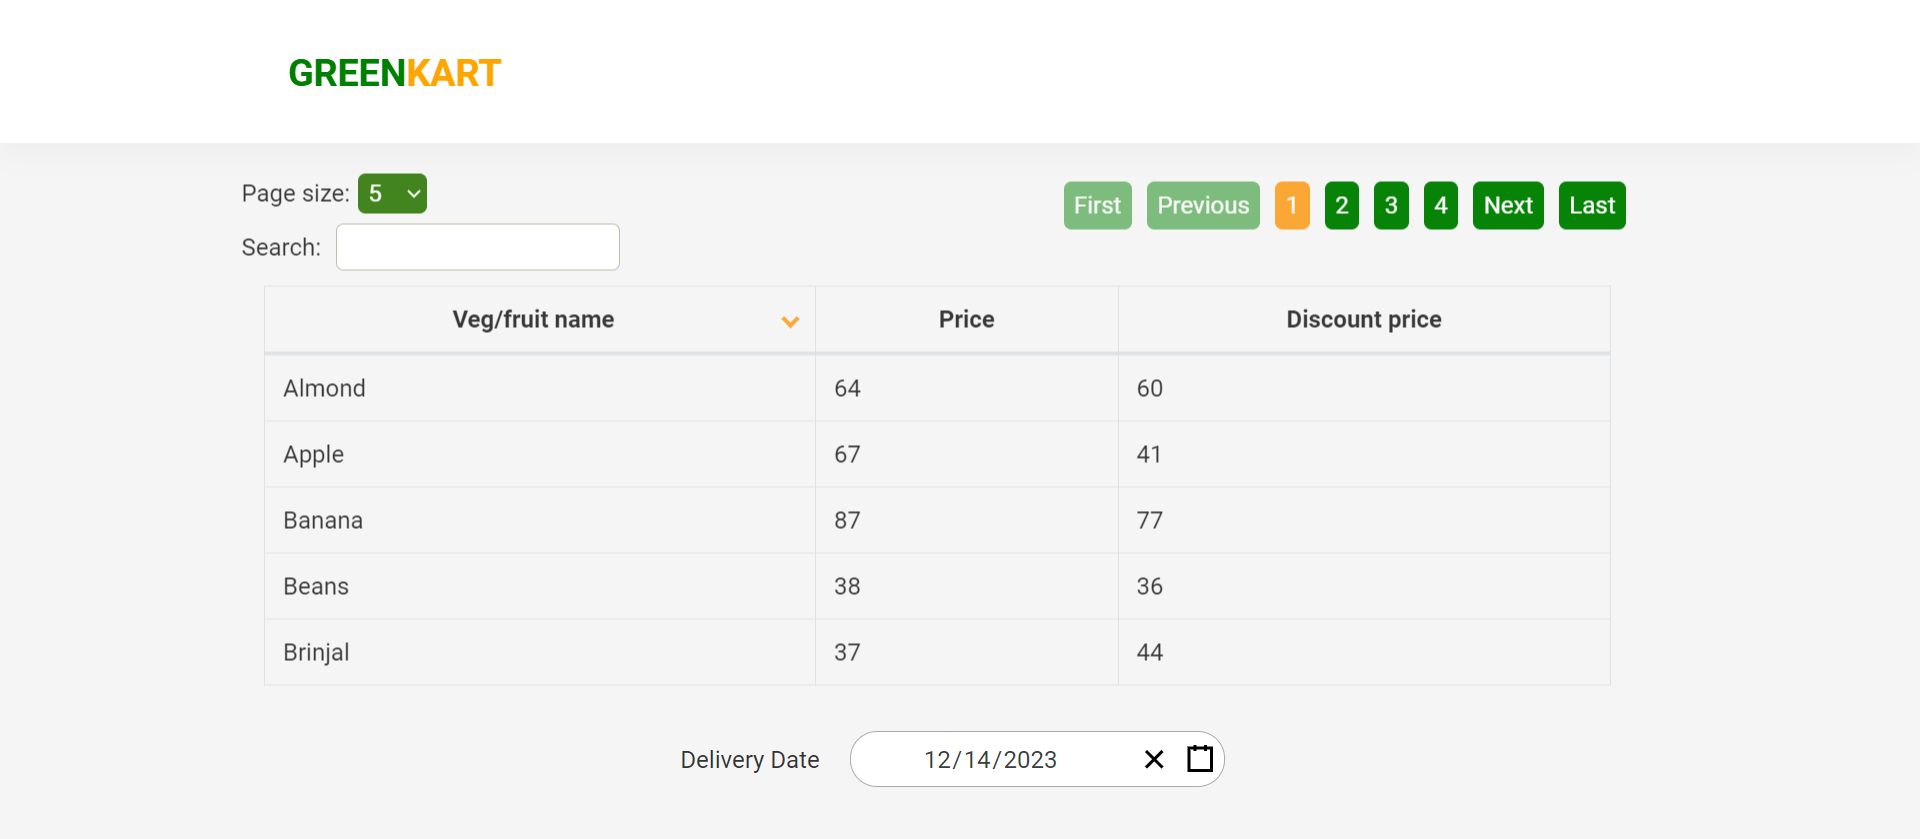 GREENKART
Page size: 5
First Previous 1 2 3 4 Next Last
Search:
Veg/fruit name Price Discount price
Almond 64 60
Apple 67 41
Banana 87 77
Beans 38 36
Brinjal 37 44
Delivery Date 12/14/2023